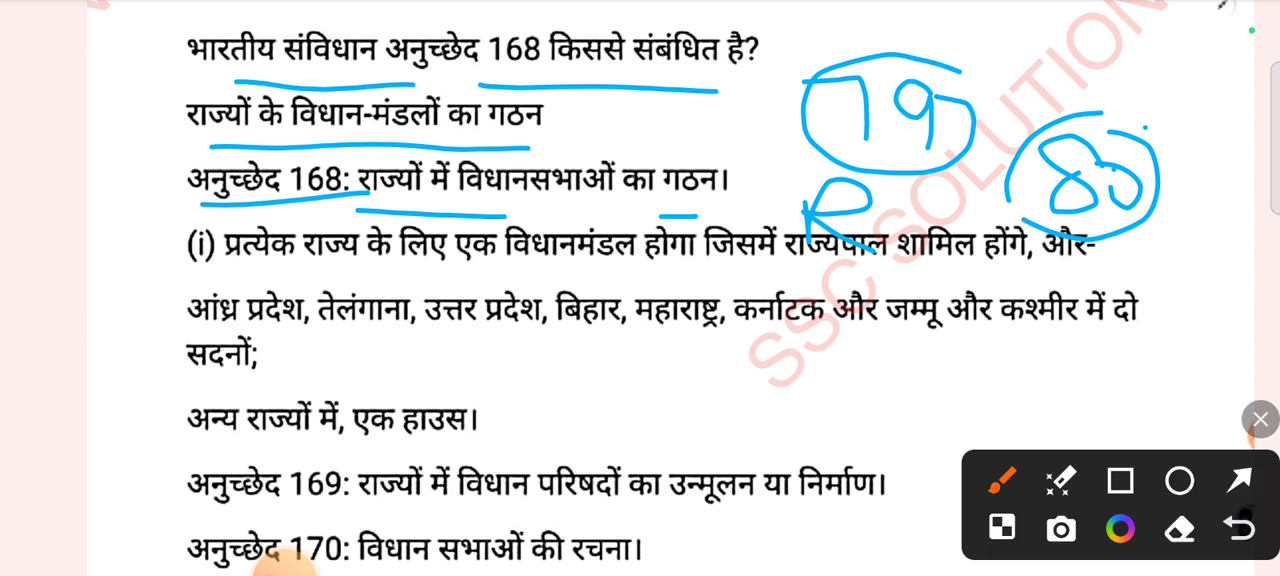 भारतीय संविधान अनुच्छेद 168 किससे संबंधित है?
राज्यों के विधान-मंडलों का गठन
79
80
अनुच्छेद 168: राज्यों में विधानसभाओं का गठन।
(i) प्रत्येक राज्य के लिए एक विधानमंडल होगा जिसमें राज्यपाल शामिल होंगे, और-
आंध्र प्रदेश, तेलंगाना, उत्तर प्रदेश, बिहार, महाराष्ट्र, कर्नाटक और जम्मू और कश्मीर में दो
सदनों;
अन्य राज्यों में, एक हाउस।
अनुच्छेद 169: राज्यों में विधान परिषदों का उन्मूलन या निर्माण।
अनुच्छेद 170: विधान सभाओं की रचना।
SSC SOLUTION